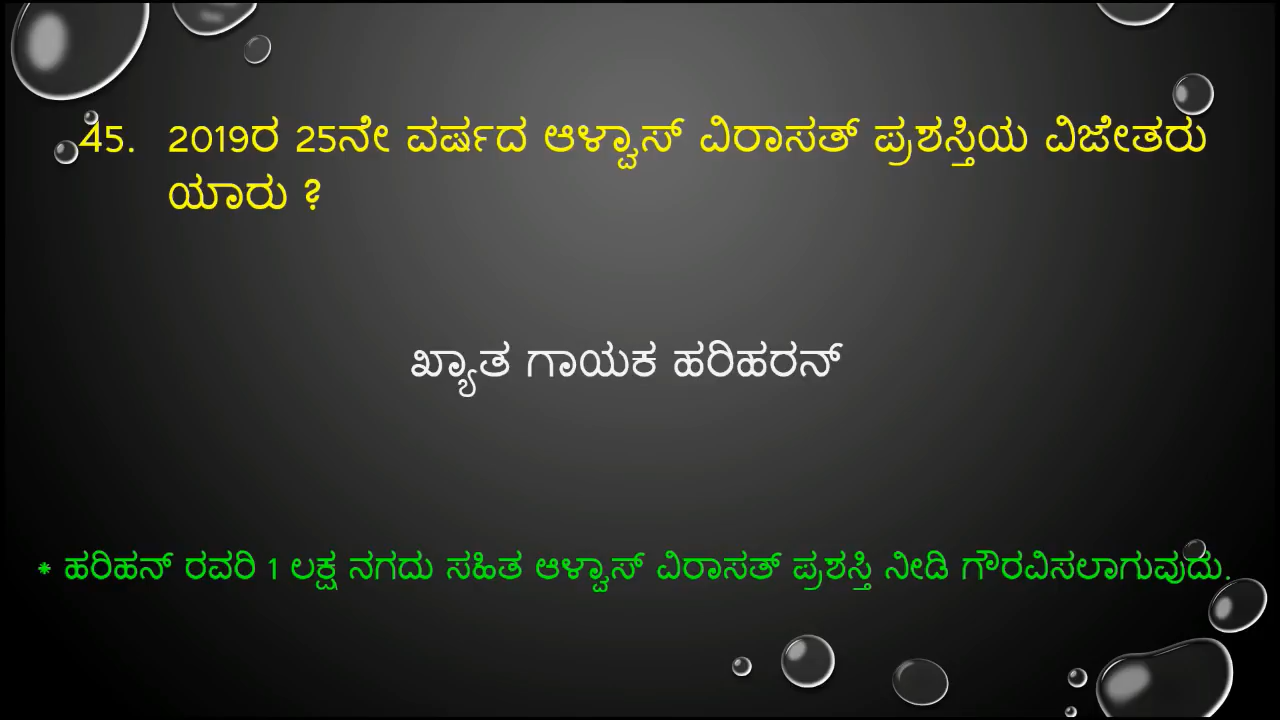 45. 2019ರ 25ನೇ ವರ್ಷದ ಆಳ್ವಾಸ್ ವಿರಾಸತ್ ಪ್ರಶಸ್ತಿಯ ವಿಜೇತರು
ಯಾರು ?
ಖ್ಯಾತ ಗಾಯಕ ಹರಿಹರನ್
* ಹರಿಹನ್ ರವರಿ 1 ಲಕ್ಷ ನಗದು ಸಹಿತ ಆಳ್ವಾಸ್ ವಿರಾಸತ್ ಪ್ರಶಸ್ತಿ ನೀಡಿ ಗೌರವಿಸಲಾಗುವುದು.